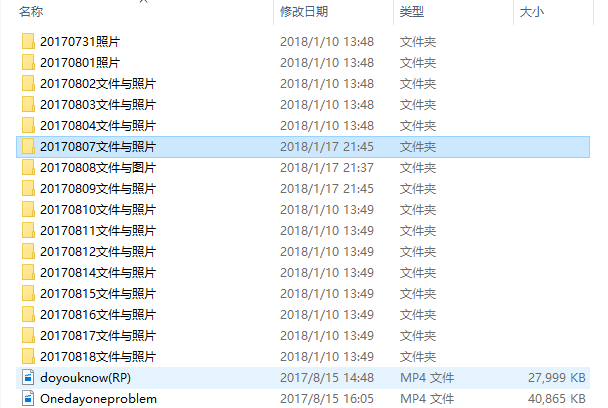 名称 修改日期 类型 大小
20170731照片 2018/1/10 13:48 文件夹
20170801照片 2018/1/10 13:48 文件夹
20170802文件与照片 2018/1/10 13:48 文件夹
20170803文件与照片 2018/1/10 13:48 文件夹
20170804文件与照片 2018/1/10 13:48 文件夹
20170807文件与照片 2018/1/17 21:45 文件夹
20170808文件与图片 2018/1/17 21:37 文件夹
20170809文件与照片 2018/1/17 21:45 文件夹
20170810文件与照片 2018/1/10 13:49 文件夹
20170811文件与照片 2018/1/10 13:49 文件夹
20170812文件与照片 2018/1/10 13:49 文件夹
20170814文件与照片 2018/1/10 13:49 文件夹
20170815文件与照片 2018/1/10 13:49 文件夹
20170816文件与照片 2018/1/10 13:49 文件夹
20170817文件与照片 2018/1/10 13:49 文件夹
20170818文件与照片 2018/1/10 13:49 文件夹
doyouknow(RP) 2017/8/15 14:48 MP4 文件 27,999 KB
Onedayoneproblem 2017/8/15 16:05 MP4 文件 40,865 KB